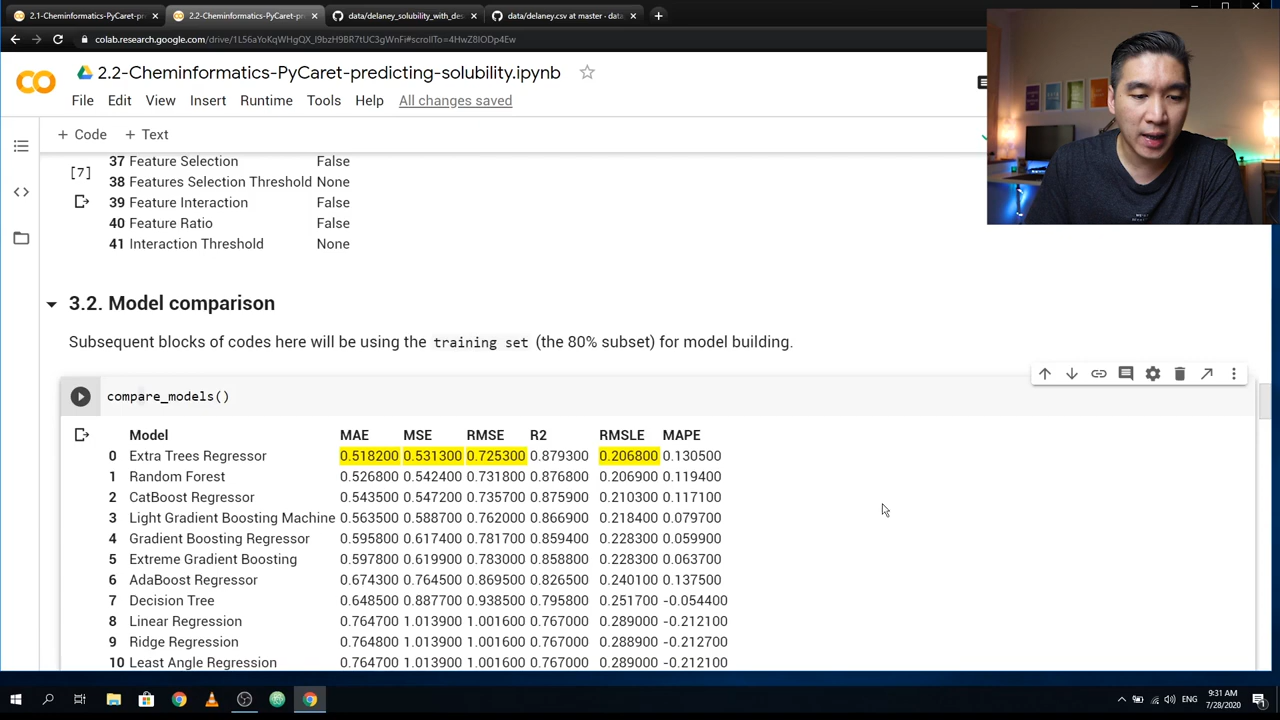 2.1-Cheminformatics-PyCaret-pr
2.2-Cheminformatics-PyCaret-pr
data/delaney_solubility_with_des
data/delaney.csv at master · data
colab.research.google.com/drive/1L56aYoKqWHgQX_l9bzH9BR7tUC3gWnFi#scrollTo=4HwZ8IODp4Ew
2.2-Cheminformatics-PyCaret-predicting-solubility.ipynb
File Edit View Insert Runtime Tools Help All changes saved
+ Code + Text
37 Feature Selection False
[7]
38 Features Selection Threshold None
39 Feature Interaction False
40 Feature Ratio False
41 Interaction Threshold None
3.2. Model comparison
Subsequent blocks of codes here will be using the training set (the 80% subset) for model building.
compare_models()
Model MAE MSE RMSE R2 RMSLE MAPE
0 Extra Trees Regressor 0.518200 0.531300 0.725300 0.879300 0.206800 0.130500
1 Random Forest 0.526800 0.542400 0.731800 0.876800 0.206900 0.119400
2 CatBoost Regressor 0.543500 0.547200 0.735700 0.875900 0.210300 0.117100
3 Light Gradient Boosting Machine 0.563500 0.588700 0.762000 0.866900 0.218400 0.079700
4 Gradient Boosting Regressor 0.595800 0.617400 0.781700 0.859400 0.228300 0.059900
5 Extreme Gradient Boosting 0.597800 0.619900 0.783000 0.858800 0.228300 0.063700
6 AdaBoost Regressor 0.674300 0.764500 0.869500 0.826500 0.240100 0.137500
7 Decision Tree 0.648500 0.887700 0.938500 0.795800 0.251700 -0.054400
8 Linear Regression 0.764700 1.013900 1.001600 0.767000 0.289000 -0.212100
9 Ridge Regression 0.764800 1.013900 1.001600 0.767000 0.288900 -0.212700
10 Least Angle Regression 0.764700 1.013900 1.001600 0.767000 0.289000 -0.212100
ENG
9:31 AM
7/28/2020